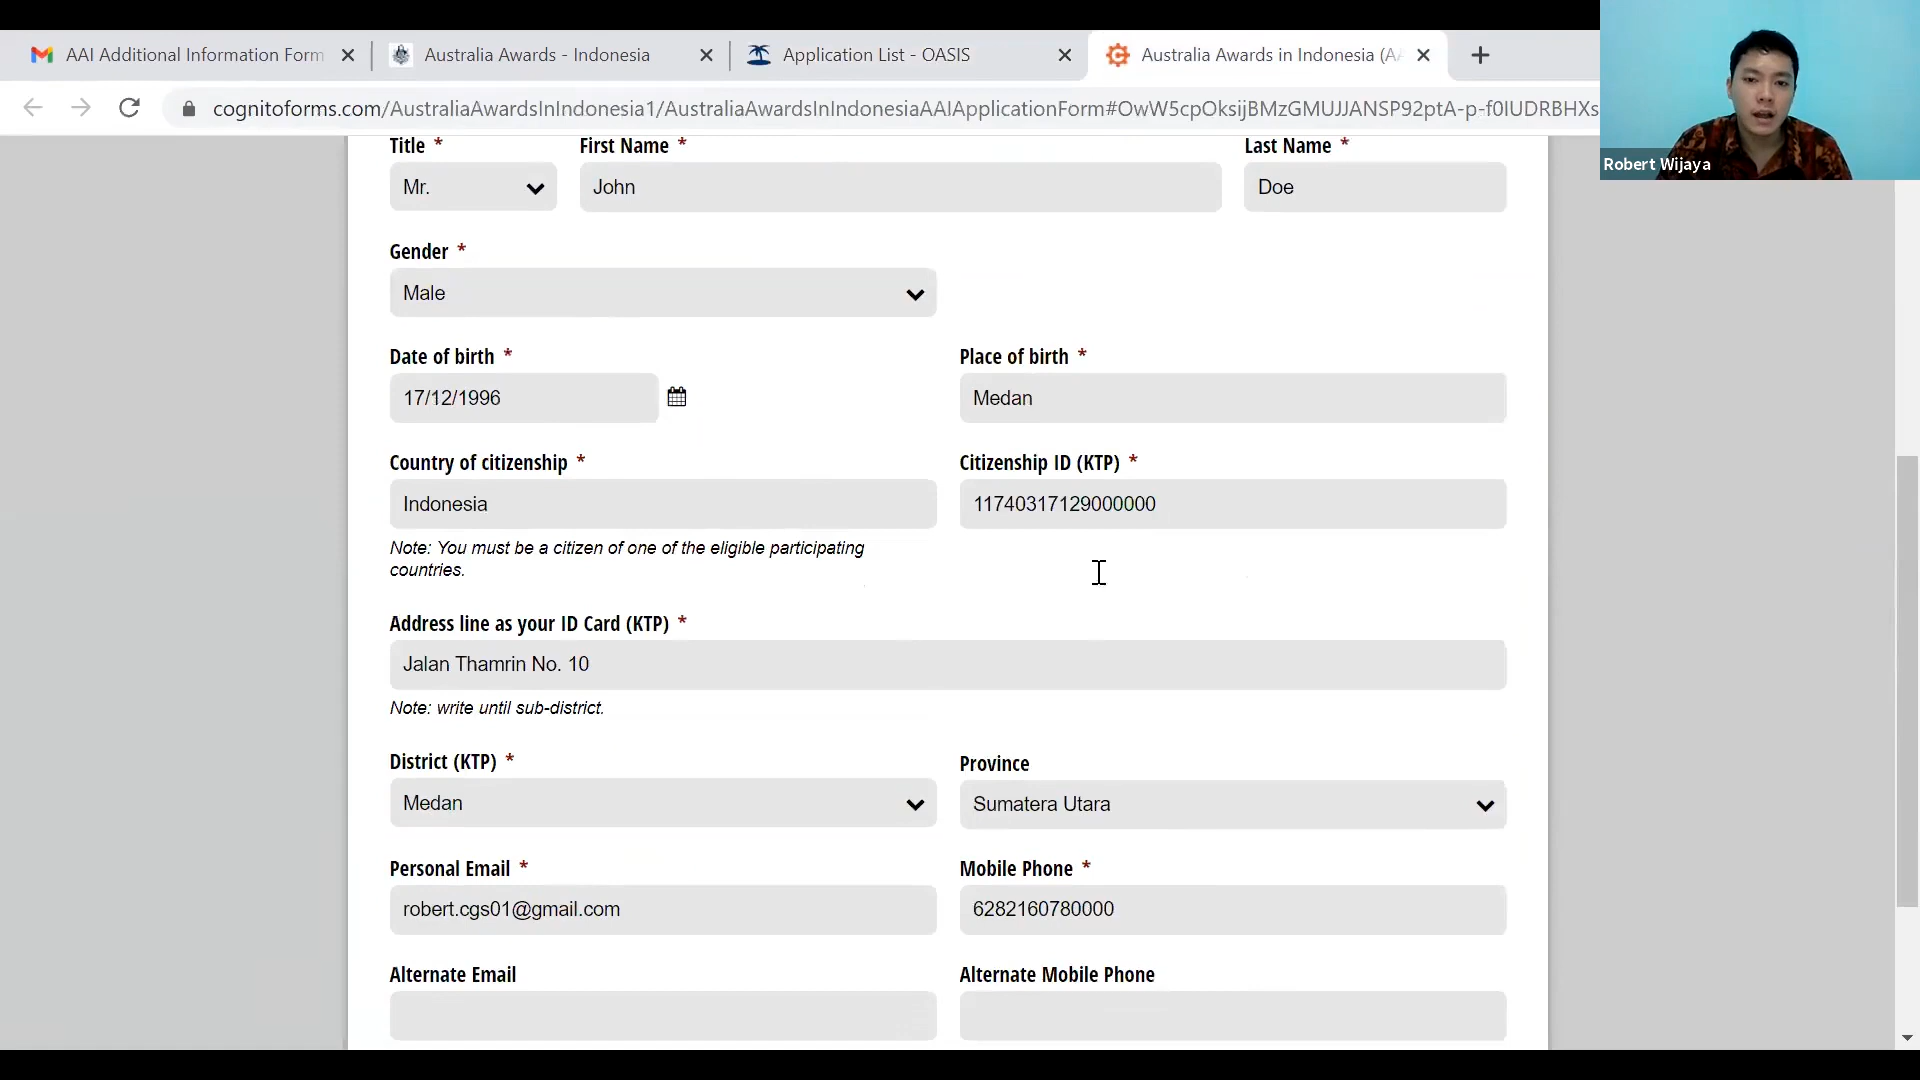 AAI Additional Information Form
Australia Awards - Indonesia
Application List - OASIS
Australia Awards in Indonesia (AA
cognitoforms.com/AustraliaAwardsInIndonesia1/AustraliaAwardsInIndonesiaAAIApplicationForm#OwW5cpOksijBMzGMUJJANSP92ptA-p-f0IUDRBHXs
Robert Wijaya
Title *
First Name *
Last Name *
Mr.
John
Doe
Gender *
Male
Date of birth *
Place of birth *
17/12/1996
Medan
Country of citizenship *
Citizenship ID (KTP) *
Indonesia
11740317129000000
Note: You must be a citizen of one of the eligible participating
countries.
Address line as your ID Card (KTP) *
Jalan Thamrin No. 10
Note: write until sub-district.
District (KTP) *
Province
Medan
Sumatera Utara
Personal Email *
Mobile Phone *
robert.cgs01@gmail.com
6282160780000
Alternate Email
Alternate Mobile Phone